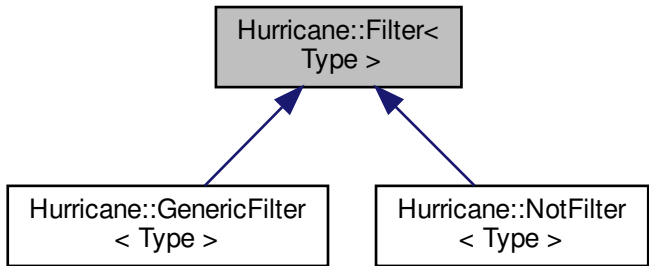 Hurricane::Filter<
Type >
Hurricane::GenericFilter
< Type >
Hurricane::NotFilter
< Type >